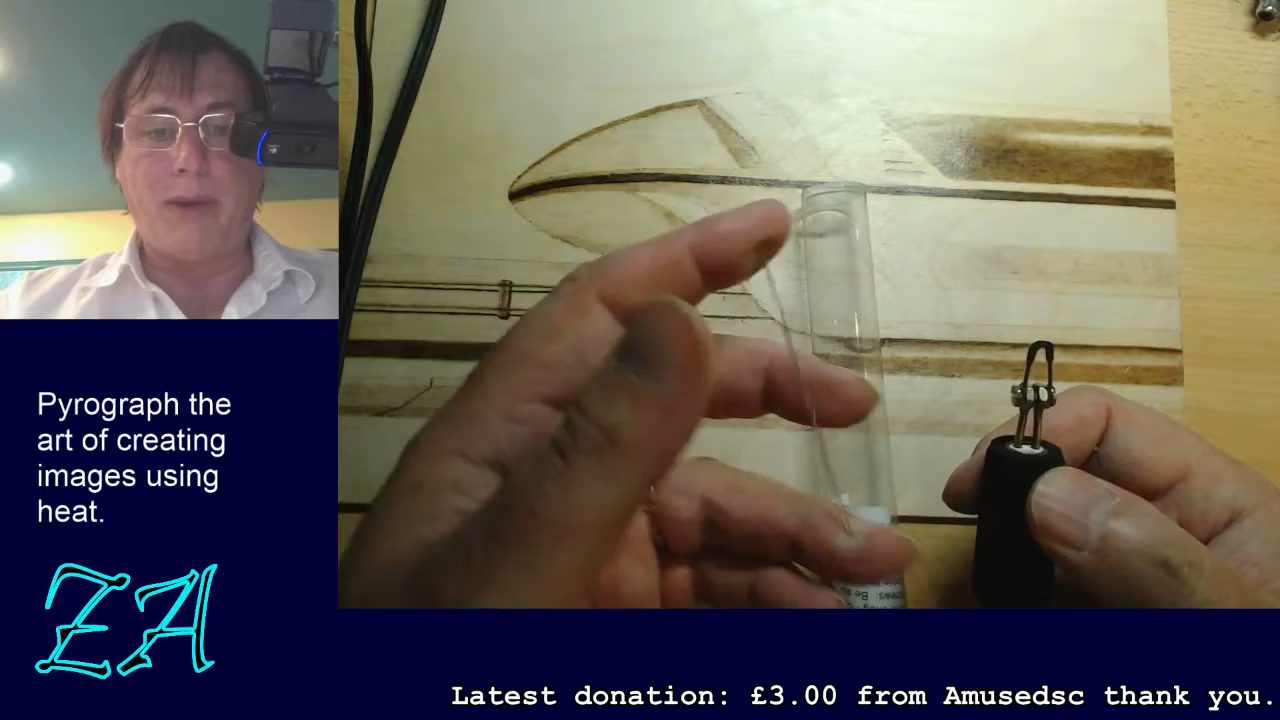 Pyrograph the
art of creating
images using
heat.
ZA
Latest donation: £3.00 from Amusedsc thank you.